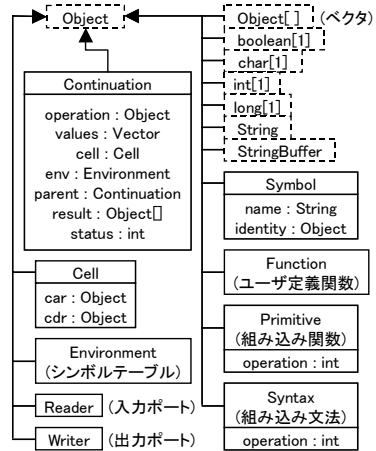 Object
Continuation
operation : Object
values : Vector
cell : Cell
env : Environment
parent : Continuation
result : Object[]
status : int
Cell
car : Object
cdr : Object
Environment
(シンボルテーブル)
Reader (入力ポート)
Writer (出力ポート)
Object[ ] (ベクタ)
boolean[1]
char[1]
int[1]
long[1]
String
StringBuffer
Symbol
name : String
identity : Object
Function
(ユーザ定義関数)
Primitive
(組み込み関数)
operation : int
Syntax
(組み込み文法)
operation : int